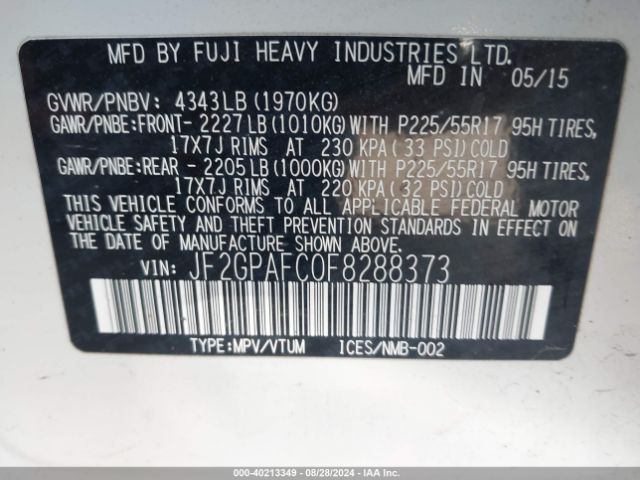 MFD BY FUJI HEAVY INDUSTRIES LTD.
MFD IN 05/15
GVWR/PNBV: 4343LB(1970KG)
GAWR/PNBE:FRONT- 2227LB(1010KG)WITH P225/55R17 95H TIRES,
17X7J RIMS AT 230 KPA( 33 PSI)COLD
GAWR/PNBE:REAR - 2205LB(1000KG)WITH P225/55R17 95H TIRES,
17X7J RIMS AT 220 KPA(32 PSI)COLD
THIS VEHICLE CONFORMS TO ALL APPLICABLE FEDERAL MOTOR
VEHICLE SAFETY AND THEFT PREVENTION STANDARDS IN EFFECT ON
THE DATE OF MANUFACTURE SHOWN ABOVE.
VIN: JF2GPAFC0F8288373
TYPE:MPV/VTUM ICES/NMB-002
000-40213349 - 08/28/2024 - iaai.com